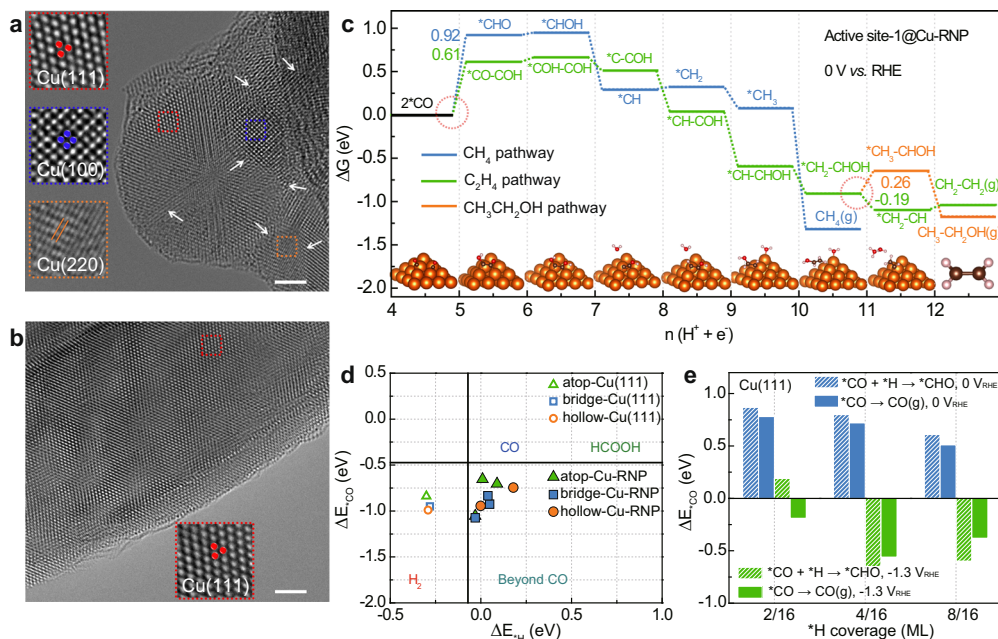 a
Cu(111)
Cu(100)
Cu(220)
b
Cu(111)
c
ΔG (eV)
1.0
0.5
0.0
-0.5
-1.0
-1.5
-2.0
0.92
0.61
*CHO
*CHOH
*CO-COH
*COH-COH
*C-COH
2*CO
*CH
*CH₂
*CH₃
*CH-COH
*CH-CHOH
*CH₂-CHOH
CH₄(g)
*CH₃-CHOH
0.26
-0.19
*CH₂-CH
CH₂-CH₂(g)
CH₃-CH₂OH(g)
Active site-1@Cu-RNP
0 V vs. RHE
CH₄ pathway
C₂H₄ pathway
CH₃CH₂OH pathway
4 5 6 7 8 9 10 11 12
n (H⁺ + e⁻)
d
ΔE*CO (eV)
0.5
0.0
-0.5
-1.0
-1.5
-2.0
atop-Cu(111)
bridge-Cu(111)
hollow-Cu(111)
CO
HCOOH
atop-Cu-RNP
bridge-Cu-RNP
hollow-Cu-RNP
H₂
Beyond CO
-0.5 0.0 0.5 1.0
ΔE*H (eV)
e
ΔE*CO (eV)
1.0
0.5
0.0
-0.5
-1.0
Cu(111)
*CO + *H → *CHO, 0 VRHE
*CO → CO(g), 0 VRHE
*CO + *H → *CHO, -1.3 VRHE
*CO → CO(g), -1.3 VRHE
2/16 4/16 8/16
*H coverage (ML)